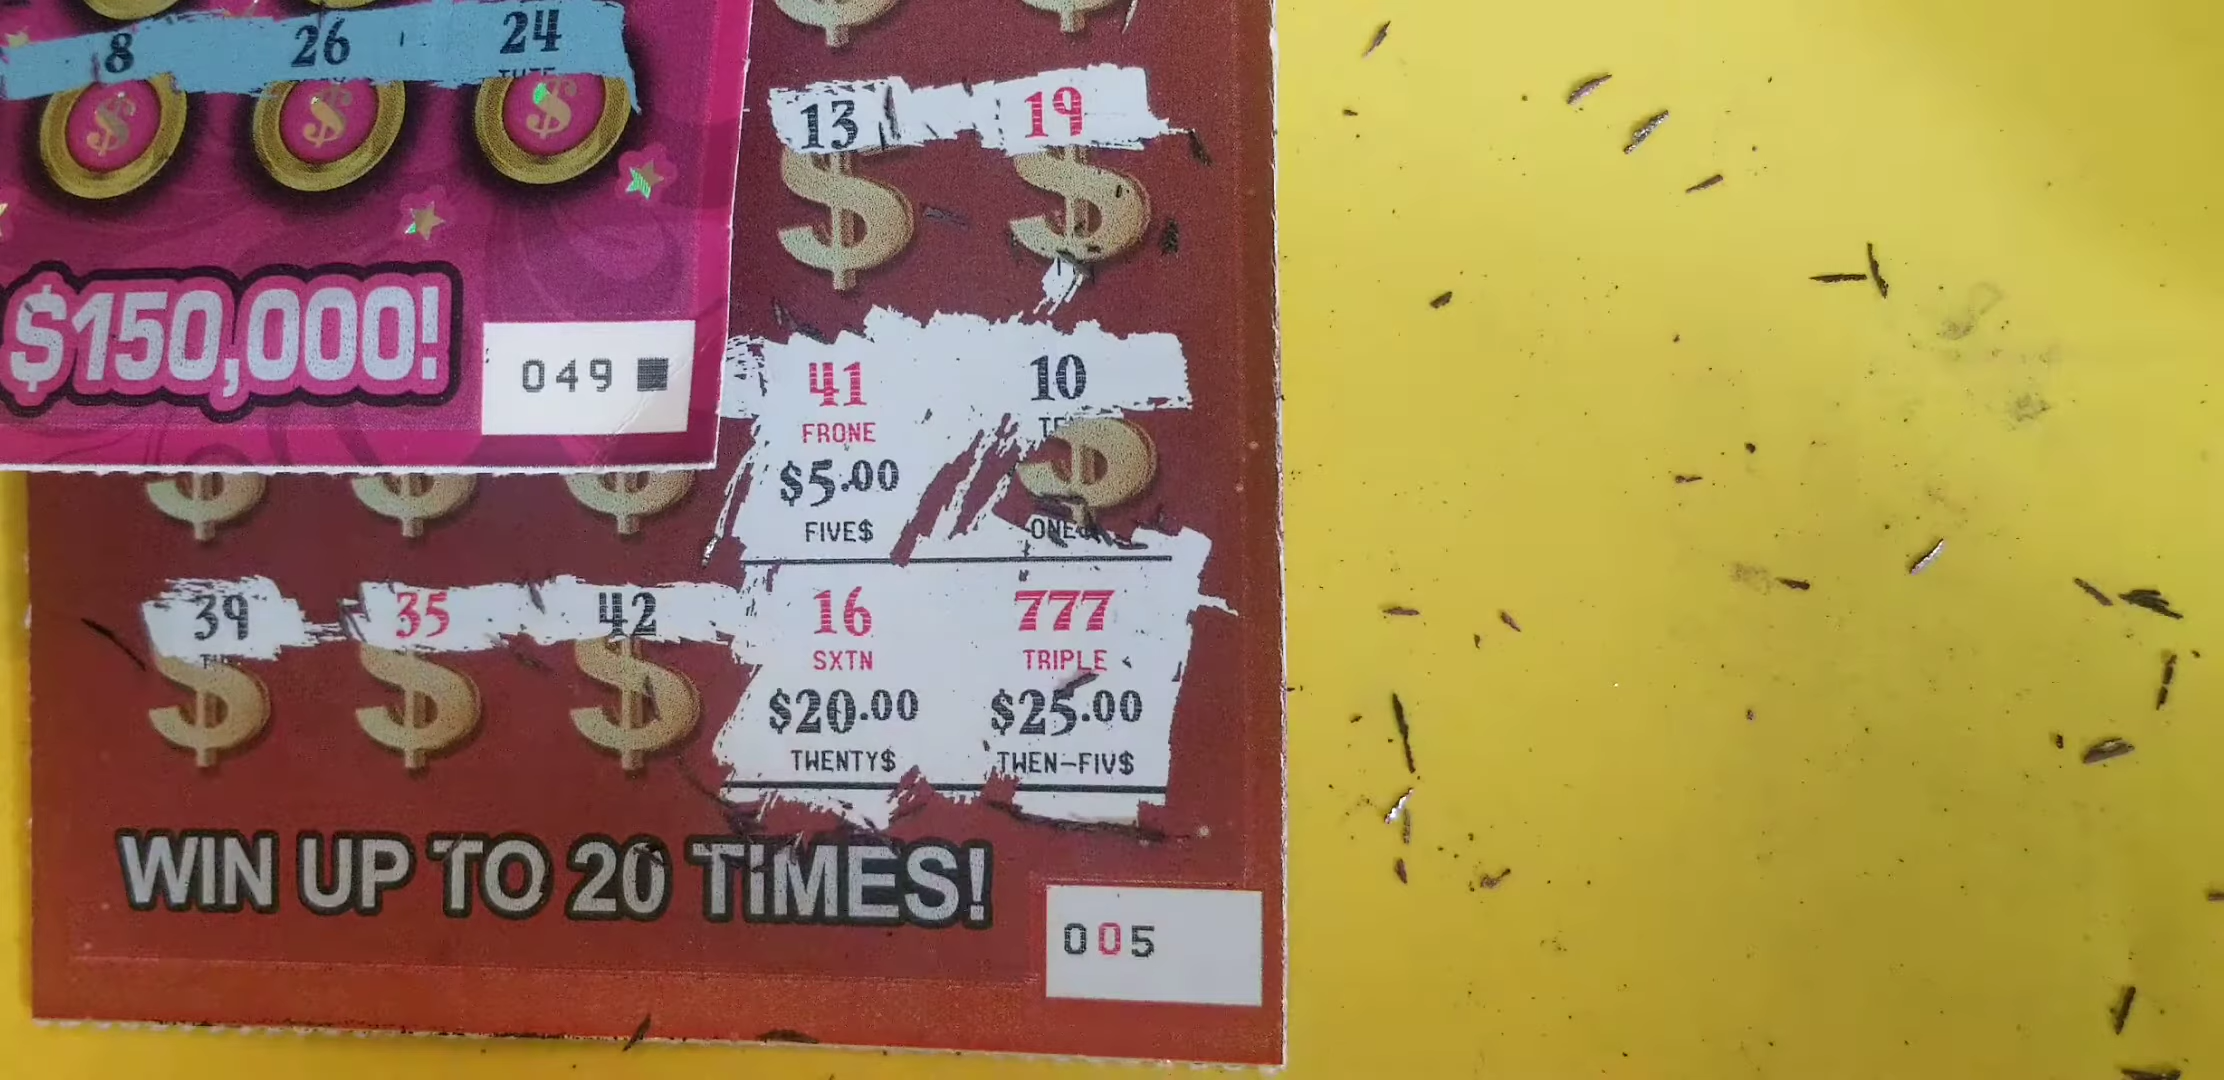 8 26 24
13 19
$150,000!
049
41 10
FRONE
$5.00
FIVE$ ONE
39 35 42 16 777
SXTN TRIPLE
$20.00 $25.00
TWENTY$ TWEN-FIV$
WIN UP TO 20 TIMES!
005